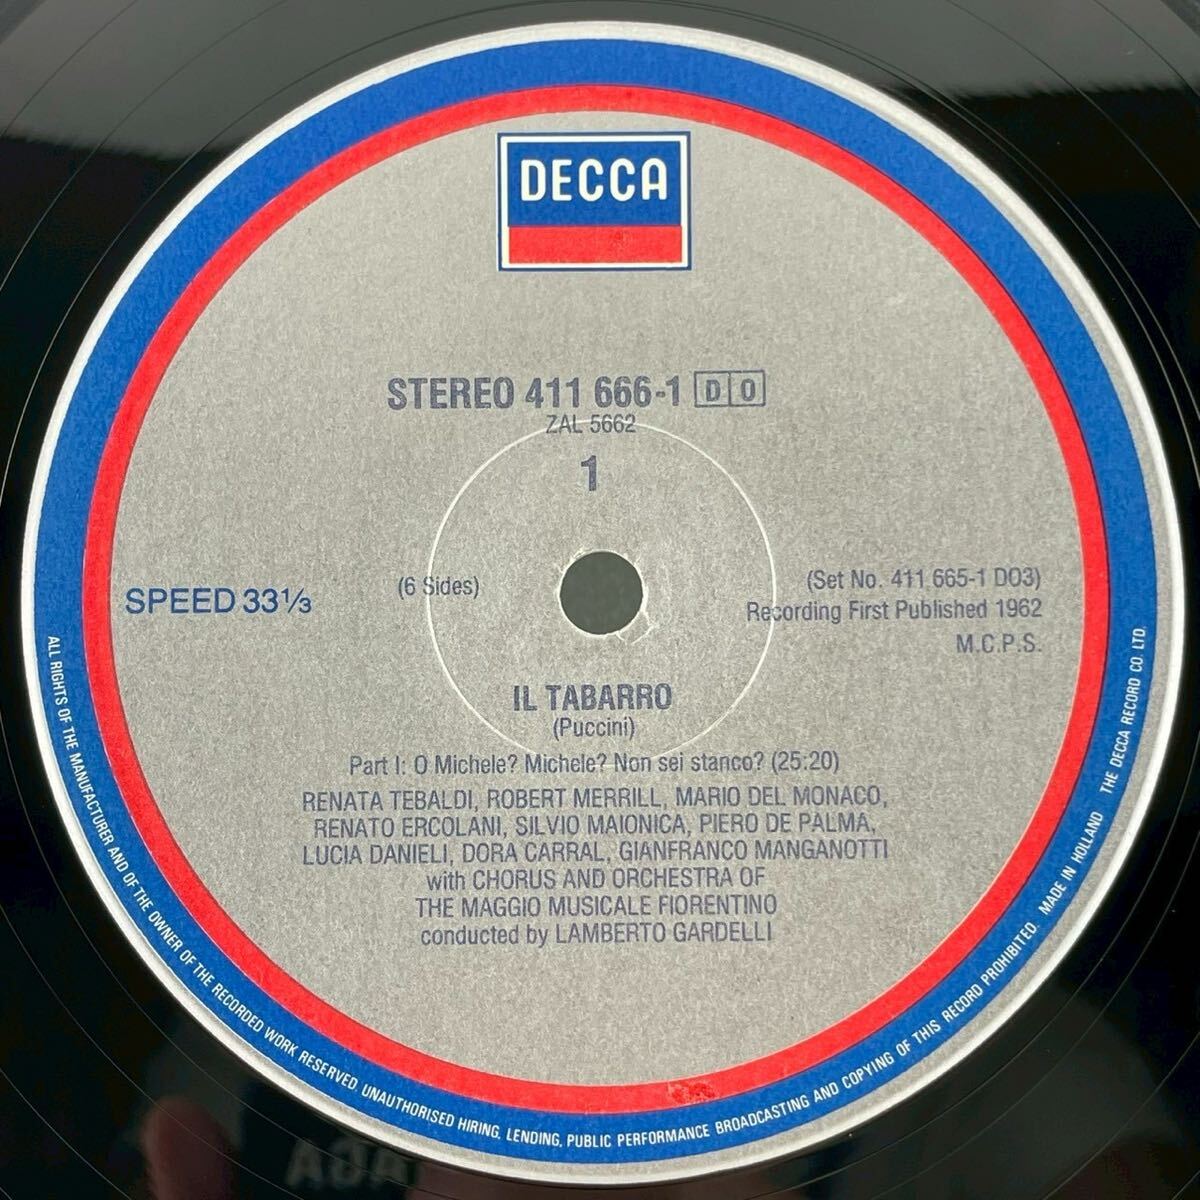 DECCA
STEREO 411 666-1 D O
ZAL 5662
1
(6 Sides)
SPEED 33⅓
(Set No. 411 665-1 DO3)
Recording First Published 1962
M.C.P.S.
IL TABARRO
(Puccini)
Part I: O Michele? Michele? Non sei stanco? (25:20)
RENATA TEBALDI, ROBERT MERRILL, MARIO DEL MONACO,
RENATO ERCOLANI, SILVIO MAIONICA, PIERO DE PALMA,
LUCIA DANIELI, DORA CARRAL, GIANFRANCO MANGANOTTI
with CHORUS AND ORCHESTRA OF
THE MAGGIO MUSICALE FIORENTINO
conducted by LAMBERTO GARDELLI
ALL RIGHTS OF THE MANUFACTURER AND OF THE OWNER OF THE RECORDED WORK RESERVED. UNAUTHORISED HIRING, LENDING, PUBLIC PERFORMANCE BROADCASTING AND COPYING OF THIS RECORD PROHIBITED. MADE IN HOLLAND THE DECCA RECORD CO. LTD.